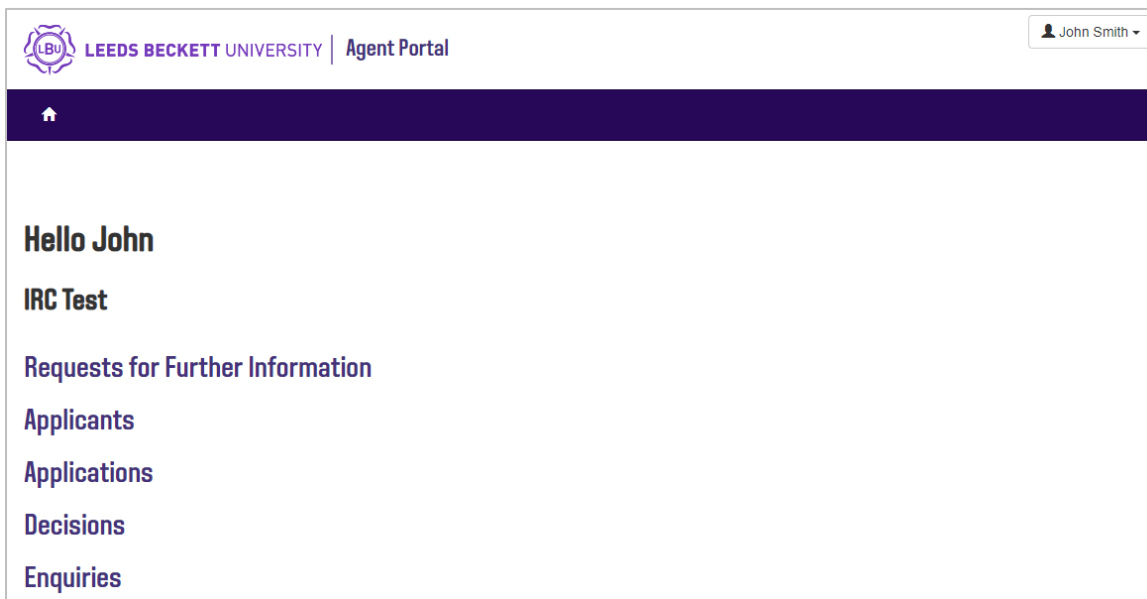 LBU LEEDS BECKETT UNIVERSITY Agent Portal
John Smith
Hello John
IRC Test
Requests for Further Information
Applicants
Applications
Decisions
Enquiries